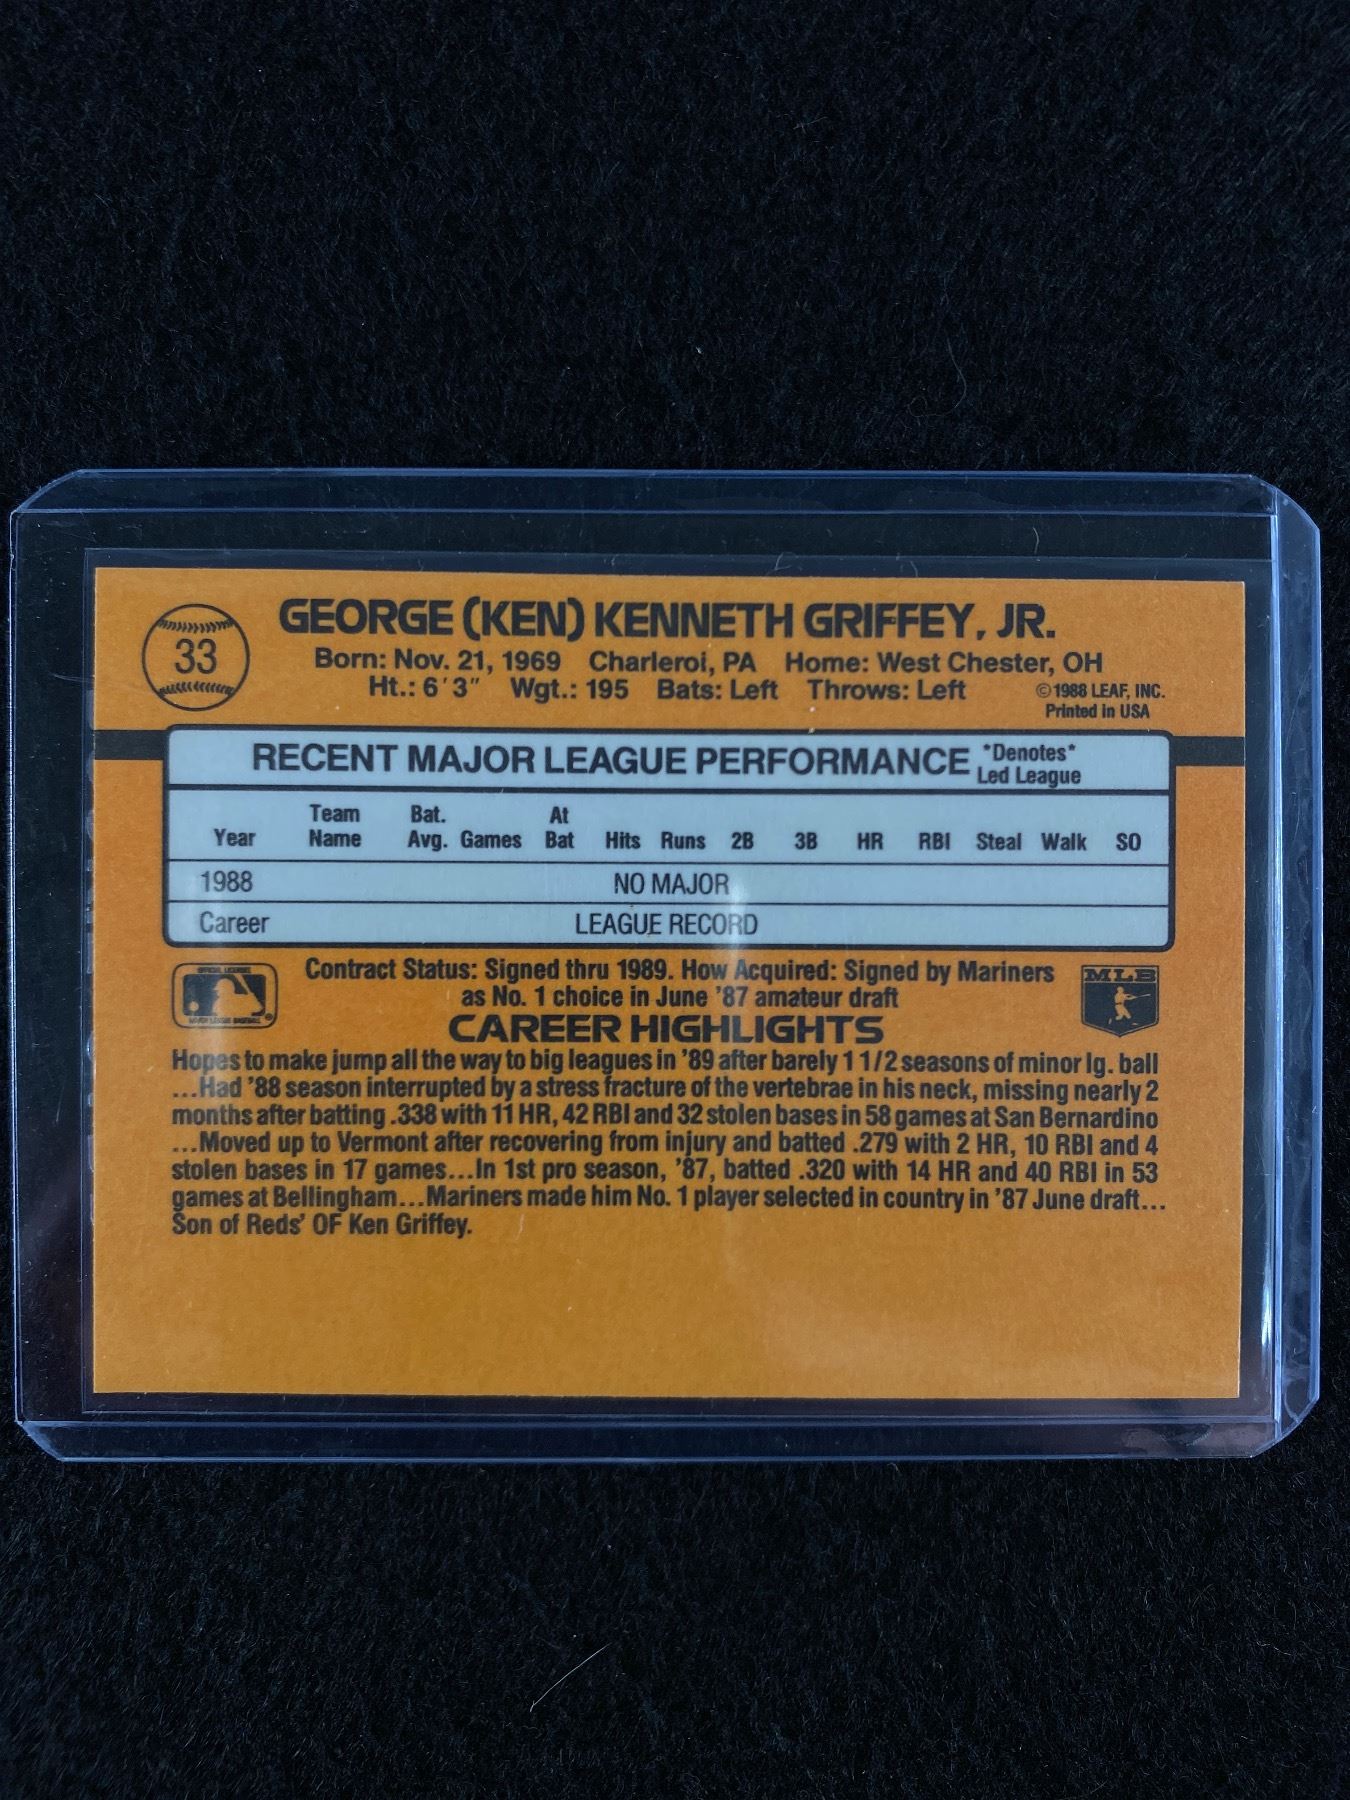 33
GEORGE (KEN) KENNETH GRIFFEY, JR.
Born: Nov. 21, 1969 Charleroi, PA Home: West Chester, OH
Ht.: 6'3" Wgt.: 195 Bats: Left Throws: Left
©1988 LEAF, INC.
Printed in USA
RECENT MAJOR LEAGUE PERFORMANCE *Denotes*
Led League
Year Team Name Bat. Avg. Games At Bat Hits Runs 2B 3B HR RBI Steal Walk SO
1988 NO MAJOR
Career LEAGUE RECORD
Contract Status: Signed thru 1989. How Acquired: Signed by Mariners
as No. 1 choice in June '87 amateur draft
MLB
CAREER HIGHLIGHTS
Hopes to make jump all the way to big leagues in '89 after barely 1 1/2 seasons of minor lg. ball
...Had '88 season interrupted by a stress fracture of the vertebrae in his neck, missing nearly 2
months after batting .338 with 11 HR, 42 RBI and 32 stolen bases in 58 games at San Bernardino
...Moved up to Vermont after recovering from injury and batted .279 with 2 HR, 10 RBI and 4
stolen bases in 17 games...In 1st pro season, '87, batted .320 with 14 HR and 40 RBI in 53
games at Bellingham...Mariners made him No. 1 player selected in country in '87 June draft...
Son of Reds' OF Ken Griffey.